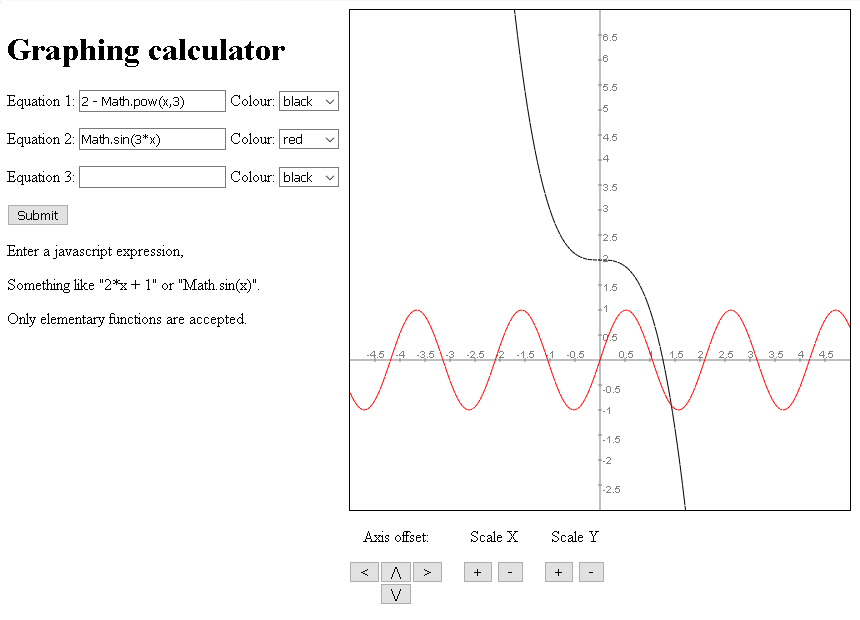 Graphing calculator
Equation 1: 2 - Math.pow(x,3) Colour: black
Equation 2: Math.sin(3*x) Colour: red
Equation 3: Colour: black
Submit
Enter a javascript expression,
Something like "2*x + 1" or "Math.sin(x)".
Only elementary functions are accepted.
6.5
6
5.5
5
4.5
4
3.5
3
2.5
2
1.5
1
0.5
-4.5 -4 -3.5 -3 -2.5 -2 -1.5 -1 -0.5 0.5 1 1.5 2 2.5 3 3.5 4 4.5
-0.5
-1
-1.5
-2
-2.5
Axis offset: Scale X Scale Y
< ⋀ > + - + -
⋁